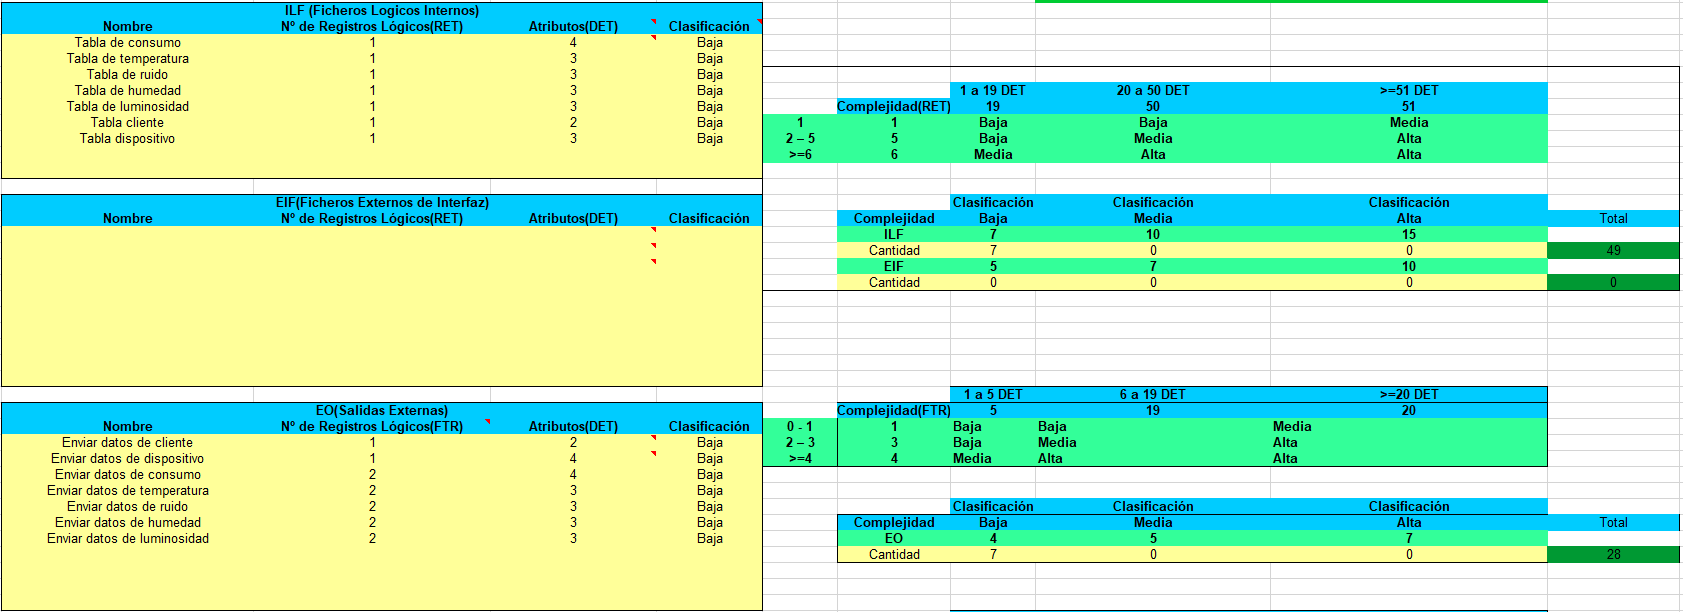 ILF (Ficheros Logicos Internos)
Nombre Nº de Registros Lógicos(RET) Atributos(DET) Clasificación
Tabla de consumo 1 4 Baja
Tabla de temperatura 1 3 Baja
Tabla de ruido 1 3 Baja
Tabla de humedad 1 3 Baja
Tabla de luminosidad 1 3 Baja
Tabla cliente 1 2 Baja
Tabla dispositivo 1 3 Baja
1 a 19 DET 20 a 50 DET >=51 DET
Complejidad(RET) 19 50 51
1 1 Baja Baja Media
2 – 5 5 Baja Media Alta
>=6 6 Media Alta Alta
EIF(Ficheros Externos de Interfaz)
Nombre Nº de Registros Lógicos(RET) Atributos(DET) Clasificación
Clasificación Clasificación Clasificación
Complejidad Baja Media Alta Total
ILF 7 10 15
Cantidad 7 0 0 49
EIF 5 7 10
Cantidad 0 0 0 0
EO(Salidas Externas)
Nombre Nº de Registros Lógicos(FTR) Atributos(DET) Clasificación
Enviar datos de cliente 1 2 Baja
Enviar datos de dispositivo 1 4 Baja
Enviar datos de consumo 2 4 Baja
Enviar datos de temperatura 2 3 Baja
Enviar datos de ruido 2 3 Baja
Enviar datos de humedad 2 3 Baja
Enviar datos de luminosidad 2 3 Baja
1 a 5 DET 6 a 19 DET >=20 DET
Complejidad(FTR) 5 19 20
0 - 1 1 Baja Baja Media
2 – 3 3 Baja Media Alta
>=4 4 Media Alta Alta
Clasificación Clasificación Clasificación
Complejidad Baja Media Alta Total
EO 4 5 7
Cantidad 7 0 0 28